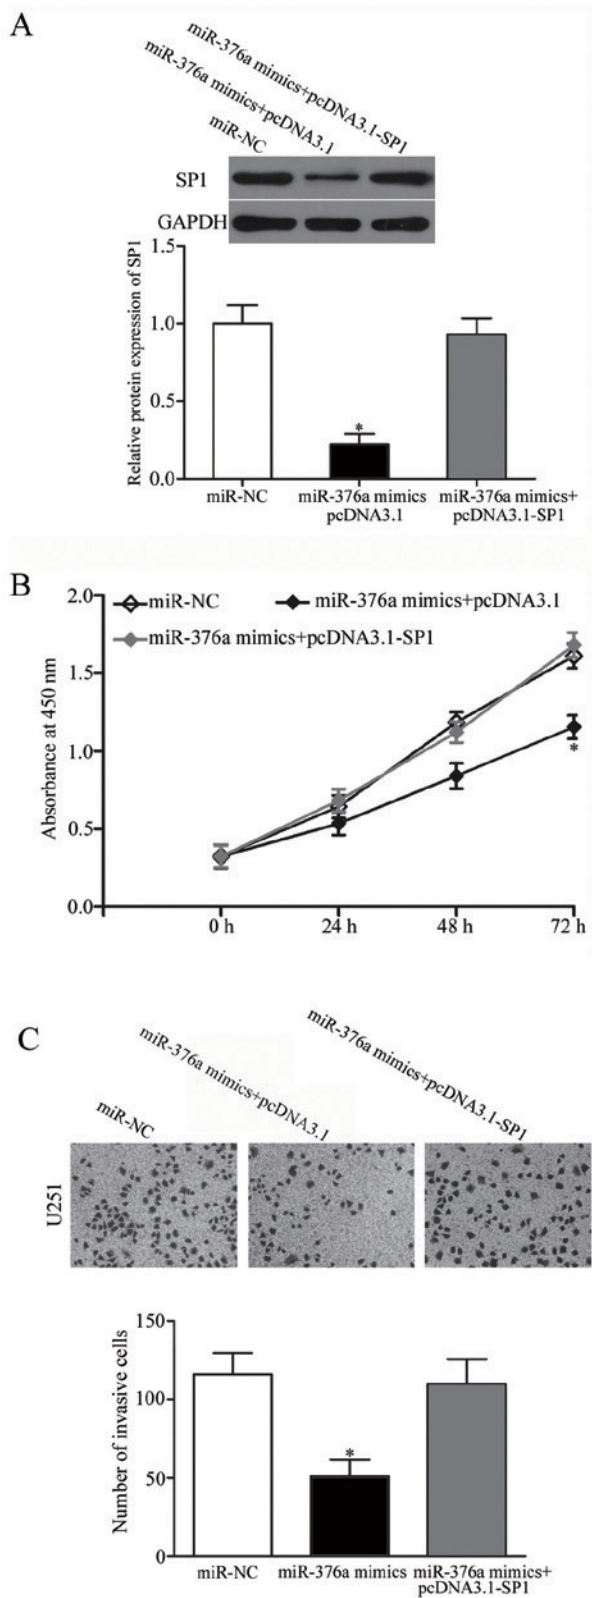 A
miR-376a mimics+pcDNA3.1-SP1
miR-376a mimics+pcDNA3.1
miR-NC
SP1
GAPDH
Relative protein expression of SP1
1.5
1.0
0.5
0.0
*
miR-NC
miR-376a mimics
pcDNA3.1
miR-376a mimics+
pcDNA3.1-SP1
B
miR-NC
miR-376a mimics+pcDNA3.1
miR-376a mimics+pcDNA3.1-SP1
Absorbance at 450 nm
2.0
1.5
1.0
0.5
0.0
*
0 h
24 h
48 h
72 h
C
miR-376a mimics+pcDNA3.1-SP1
miR-376a mimics+pcDNA3.1
miR-NC
U251
Number of invasive cells
150
100
50
0
*
miR-NC
miR-376a mimics
miR-376a mimics+
pcDNA3.1-SP1